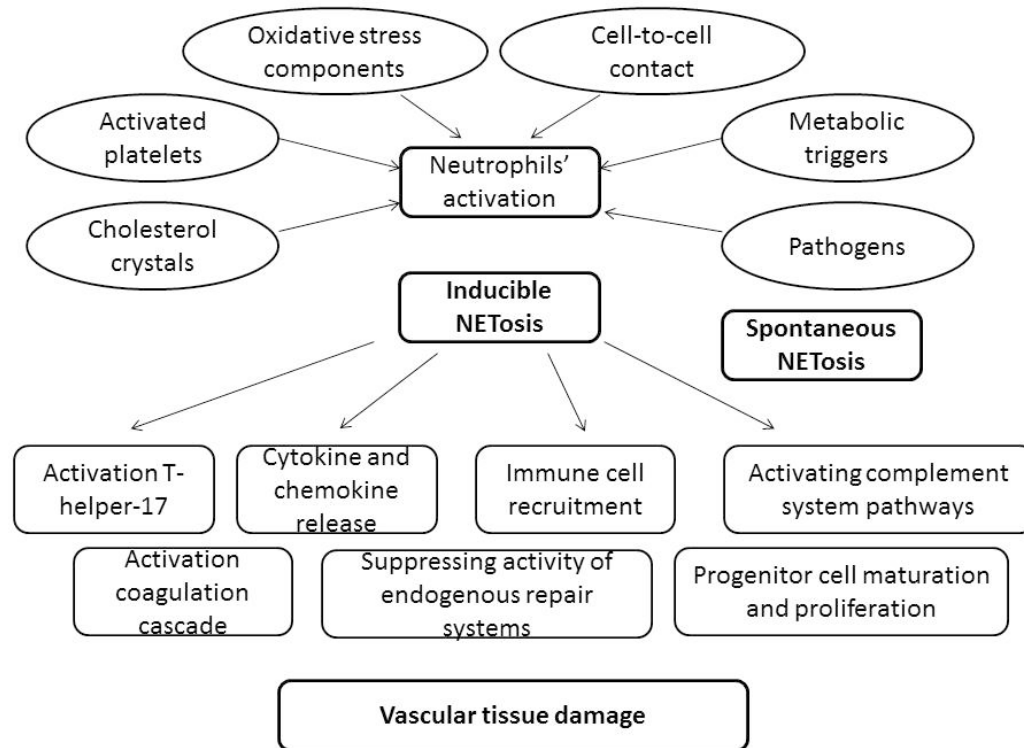 Oxidative stress
components
Cell-to-cell
contact
Activated
platelets
Neutrophils’
activation
Metabolic
triggers
Cholesterol
crystals
Pathogens
Inducible
NETosis
Spontaneous
NETosis
Activation T-
helper-17
Cytokine and
chemokine
release
Immune cell
recruitment
Activating complement
system pathways
Activation
coagulation
cascade
Suppressing activity of
endogenous repair
systems
Progenitor cell maturation
and proliferation
Vascular tissue damage